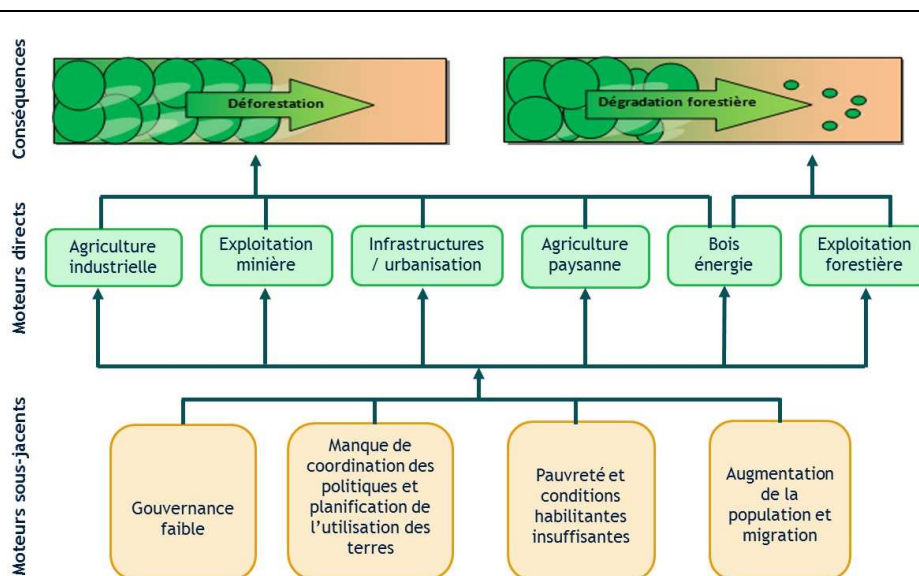 Conséquences
Déforestation
Dégradation forestière
Moteurs directs
Agriculture
industrielle
Exploitation
minière
Infrastructures
/ urbanisation
Agriculture
paysanne
Bois
énergie
Exploitation
forestière
Moteurs sous-jacents
Gouvernance
faible
Manque de
coordination des
politiques et
planification de
l'utilisation des
terres
Pauvreté et
conditions
habilitantes
insuffisantes
Augmentation
de la
population et
migration